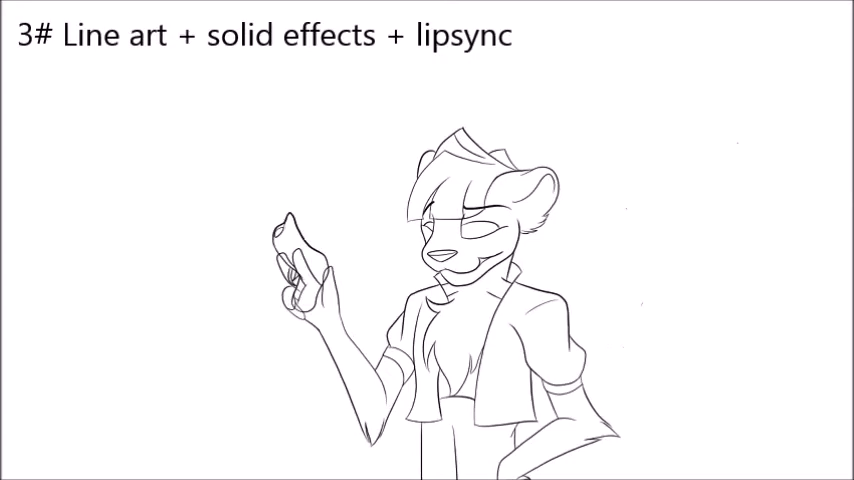 3# Line art + solid effects + lipsync